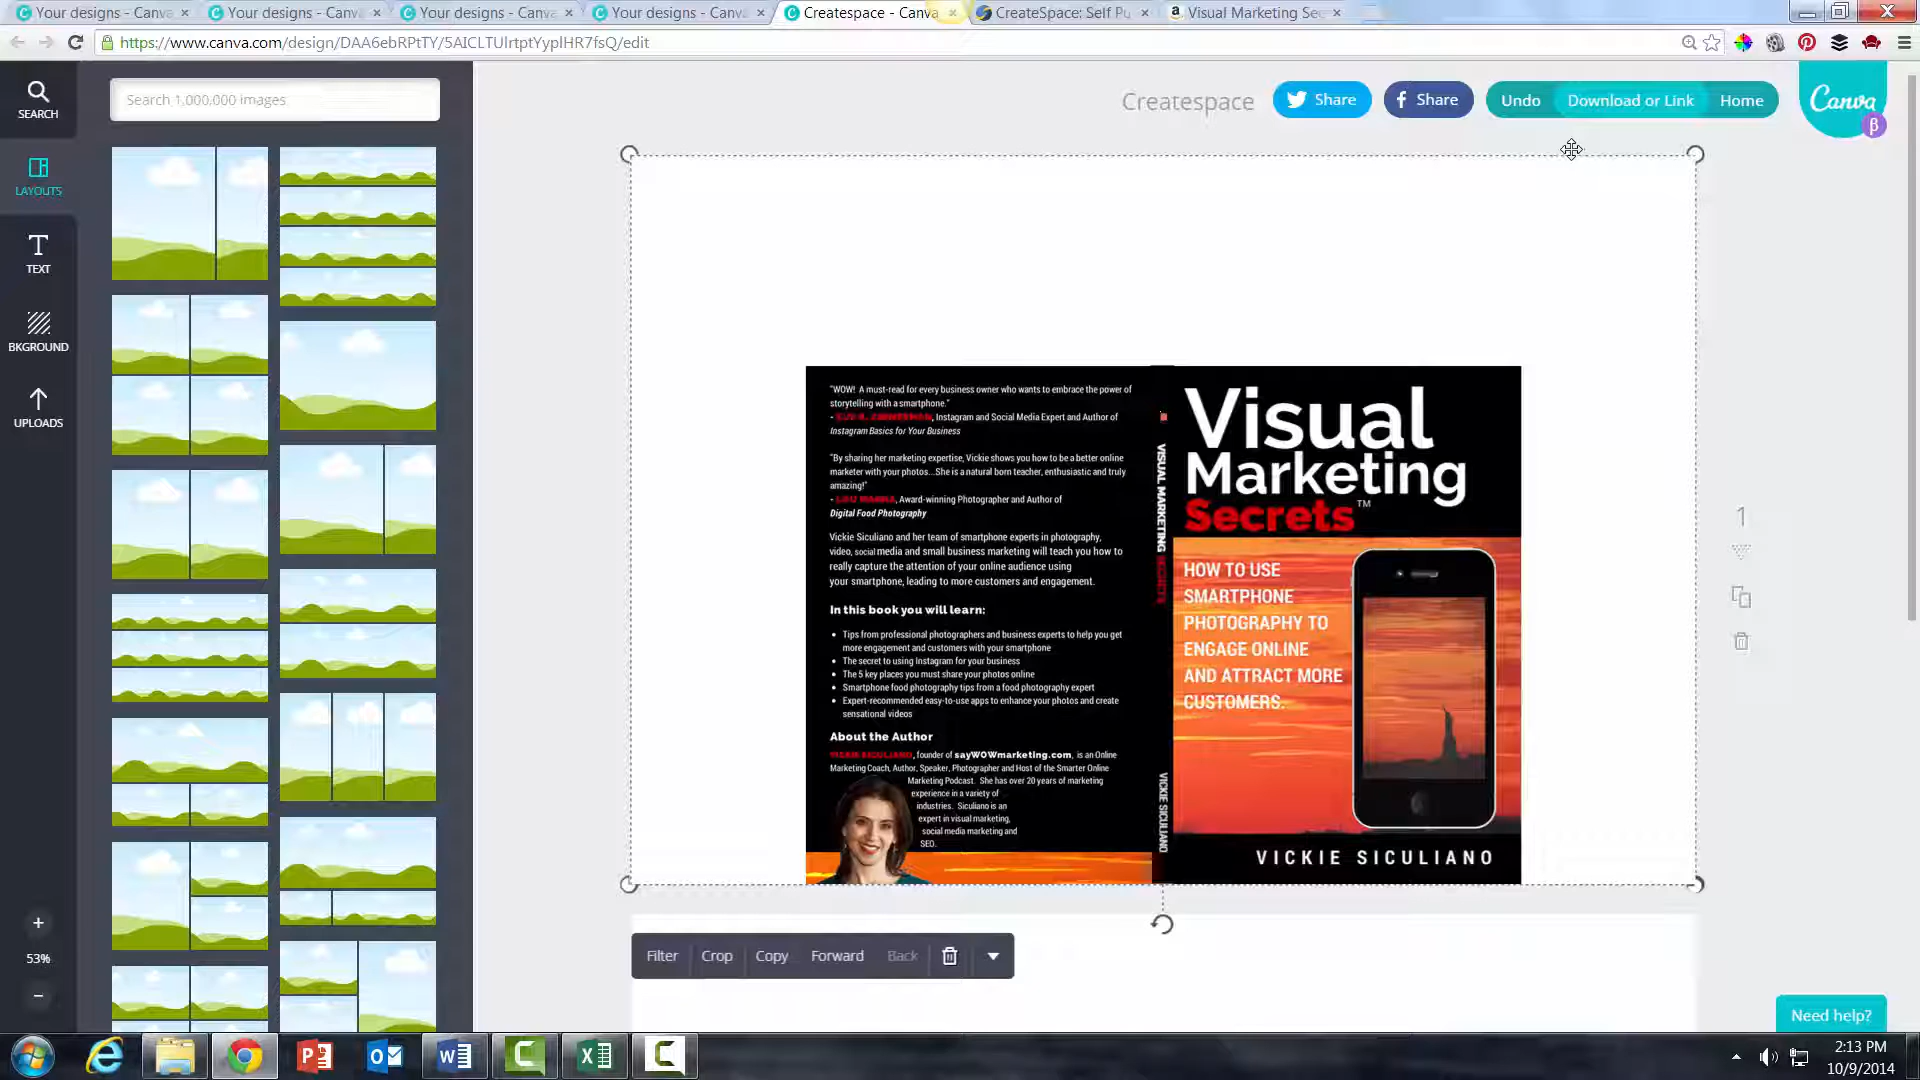 Your designs - Canva
Your designs - Canva
Your designs - Canva
Your designs - Canva
Createspace - Canva
CreateSpace: Self Pu
Visual Marketing Sec
https://www.canva.com/design/DAA6ebRPtTY/5AICLTUlrtptYyplHR7fsQ/edit
SEARCH
LAYOUTS
TEXT
BKGROUND
UPLOADS
53%
Search 1,000,000 images
Createspace
Share
Share
Undo
Download or Link
Home
Canva
β
"WOW! A must-read for every business owner who wants to embrace the power of
storytelling with a smartphone."
, Instagram and Social Media Expert and Author of
Instagram Basics for Your Business
"By sharing her marketing expertise, Vickie shows you how to be a better online
marketer with your photos...She is a natural born teacher, enthusiastic and truly
amazing!"
, Award-winning Photographer and Author of
Digital Food Photography
Vickie Siculiano and her team of smartphone experts in photography,
video, social media and small business marketing will teach you how to
really capture the attention of your online audience using
your smartphone, leading to more customers and engagement.
In this book you will learn:
• Tips from professional photographers and business experts to help you get
more engagement and customers with your smartphone
• The secret to using Instagram for your business
• The 5 key places you must share your photos online
• Smartphone food photography tips from a food photography expert
• Expert-recommended easy-to-use apps to enhance your photos and create
sensational videos
About the Author
, founder of sayWOWmarketing.com, is an Online
Marketing Coach, Author, Speaker, Photographer and Host of the Smarter Online
Marketing Podcast. She has over 20 years of marketing
experience in a variety of
industries. Siculiano is an
expert in visual marketing,
social media marketing and
SEO.
VISUAL MARKETING SECRETS
VICKIE SICULIANO
Visual
Marketing
Secrets™
HOW TO USE
SMARTPHONE
PHOTOGRAPHY TO
ENGAGE ONLINE
AND ATTRACT MORE
CUSTOMERS.
VICKIE SICULIANO
1
Filter
Crop
Copy
Forward
Back
Need help?
2:13 PM
10/9/2014